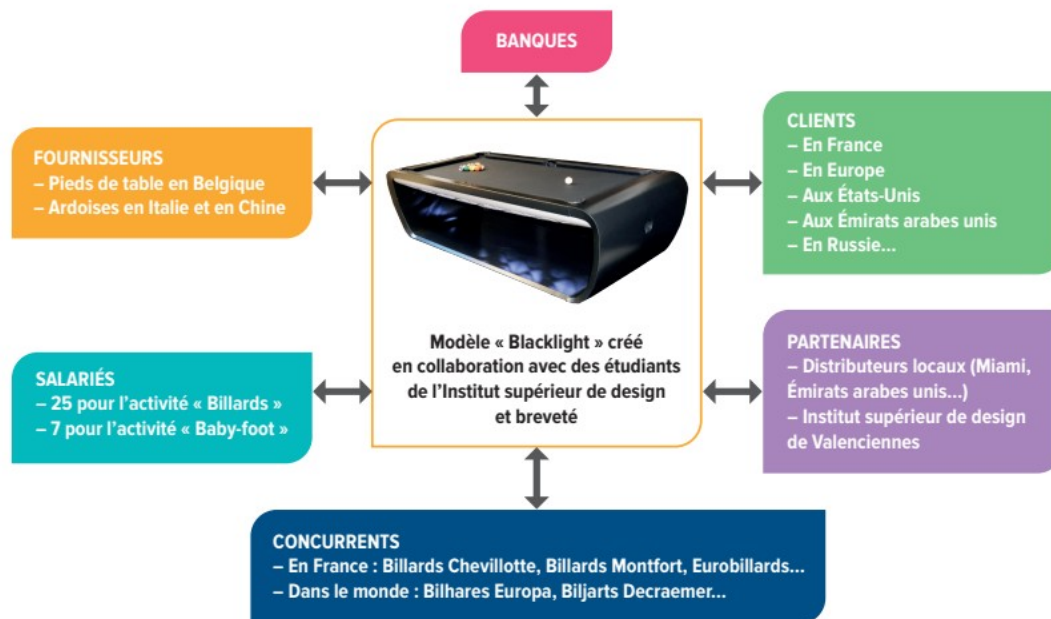 BANQUES
FOURNISSEURS
– Pieds de table en Belgique
– Ardoises en Italie et en Chine
CLIENTS
– En France
– En Europe
– Aux États-Unis
– Aux Émirats arabes unis
– En Russie...
Modèle « Blacklight » créé
en collaboration avec des étudiants
de l’Institut supérieur de design
et breveté
SALARIÉS
– 25 pour l’activité « Billards »
– 7 pour l’activité « Baby-foot »
PARTENAIRES
– Distributeurs locaux (Miami,
Émirats arabes unis...)
– Institut supérieur de design
de Valenciennes
CONCURRENTS
– En France : Billards Chevillotte, Billards Montfort, Eurobillards...
– Dans le monde : Bilhares Europa, Biljarts Decraemer...